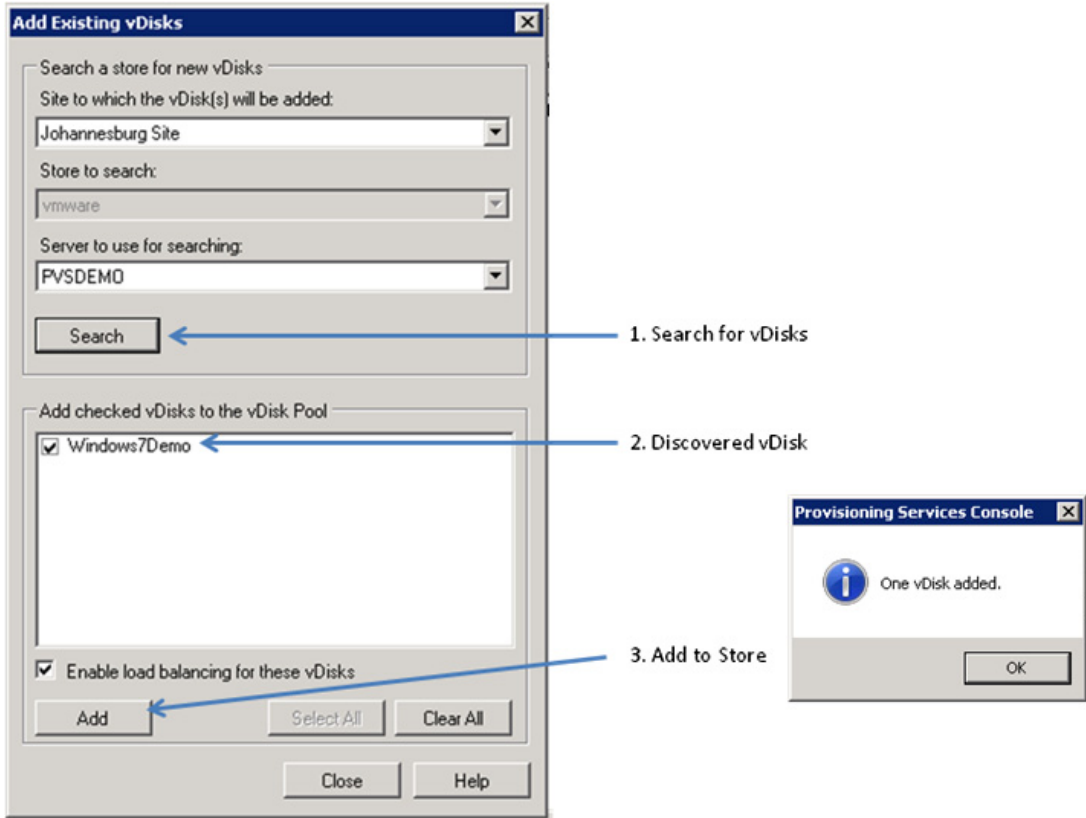 Add Existing vDisks
Search a store for new vDisks
Site to which the vDisk(s) will be added:
Johannesburg Site
Store to search:
vmware
Server to use for searching:
PVSDEMO
Search
1. Search for vDisks
Add checked vDisks to the vDisk Pool
Windows7Demo
2. Discovered vDisk
Provisioning Services Console
One vDisk added.
OK
3. Add to Store
Enable load balancing for these vDisks
Add
Select All
Clear All
Close
Help